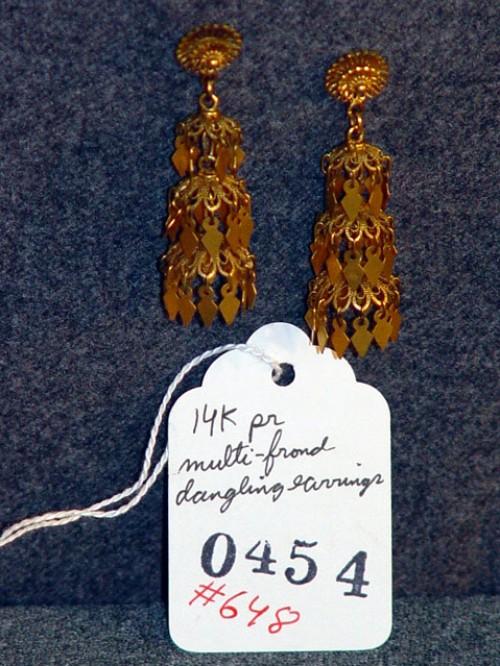 14K pr
multi-frond
dangling earrings
0454
#648